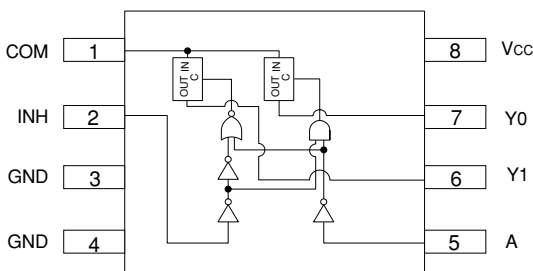 COM 1 8 VCC
OUT IN C OUT IN C
INH 2 7 Y0
GND 3 6 Y1
GND 4 5 A